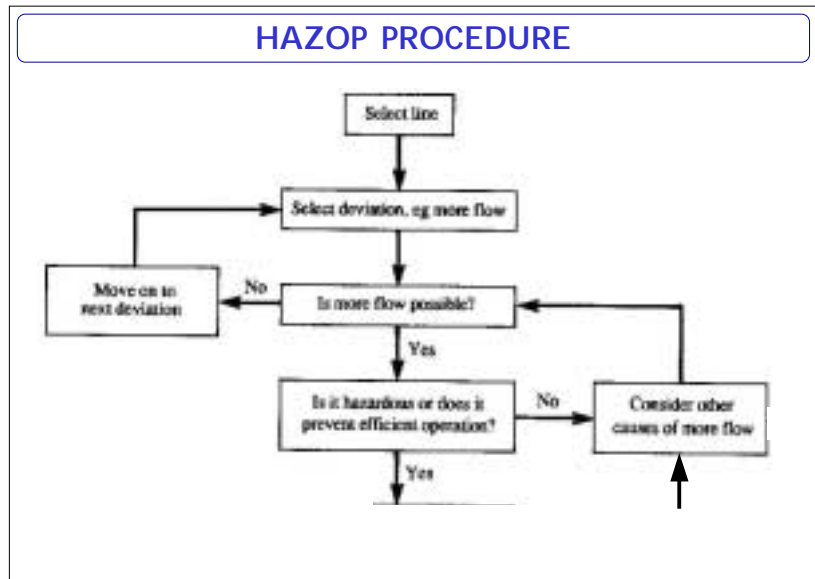 HAZOP PROCEDURE
Select line
Select deviation, eg more flow
Move on to
next deviation
No
Is more flow possible?
Yes
Is it hazardous or does it
prevent efficient operation?
No
Consider other
causes of more flow
Yes